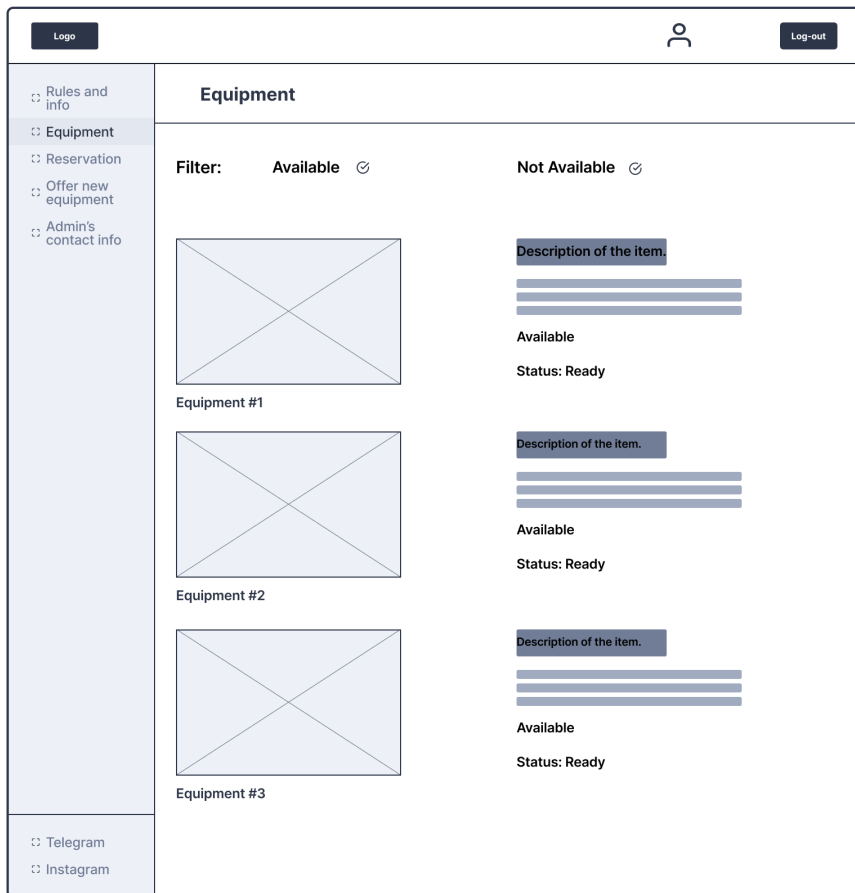 Logo
Log-out
Rules and
info
Equipment
Reservation
Offer new
equipment
Admin's
contact info
Telegram
Instagram
Equipment
Filter:
Available
Not Available
Description of the item.
Available
Status: Ready
Equipment #1
Description of the item.
Available
Status: Ready
Equipment #2
Description of the item.
Available
Status: Ready
Equipment #3